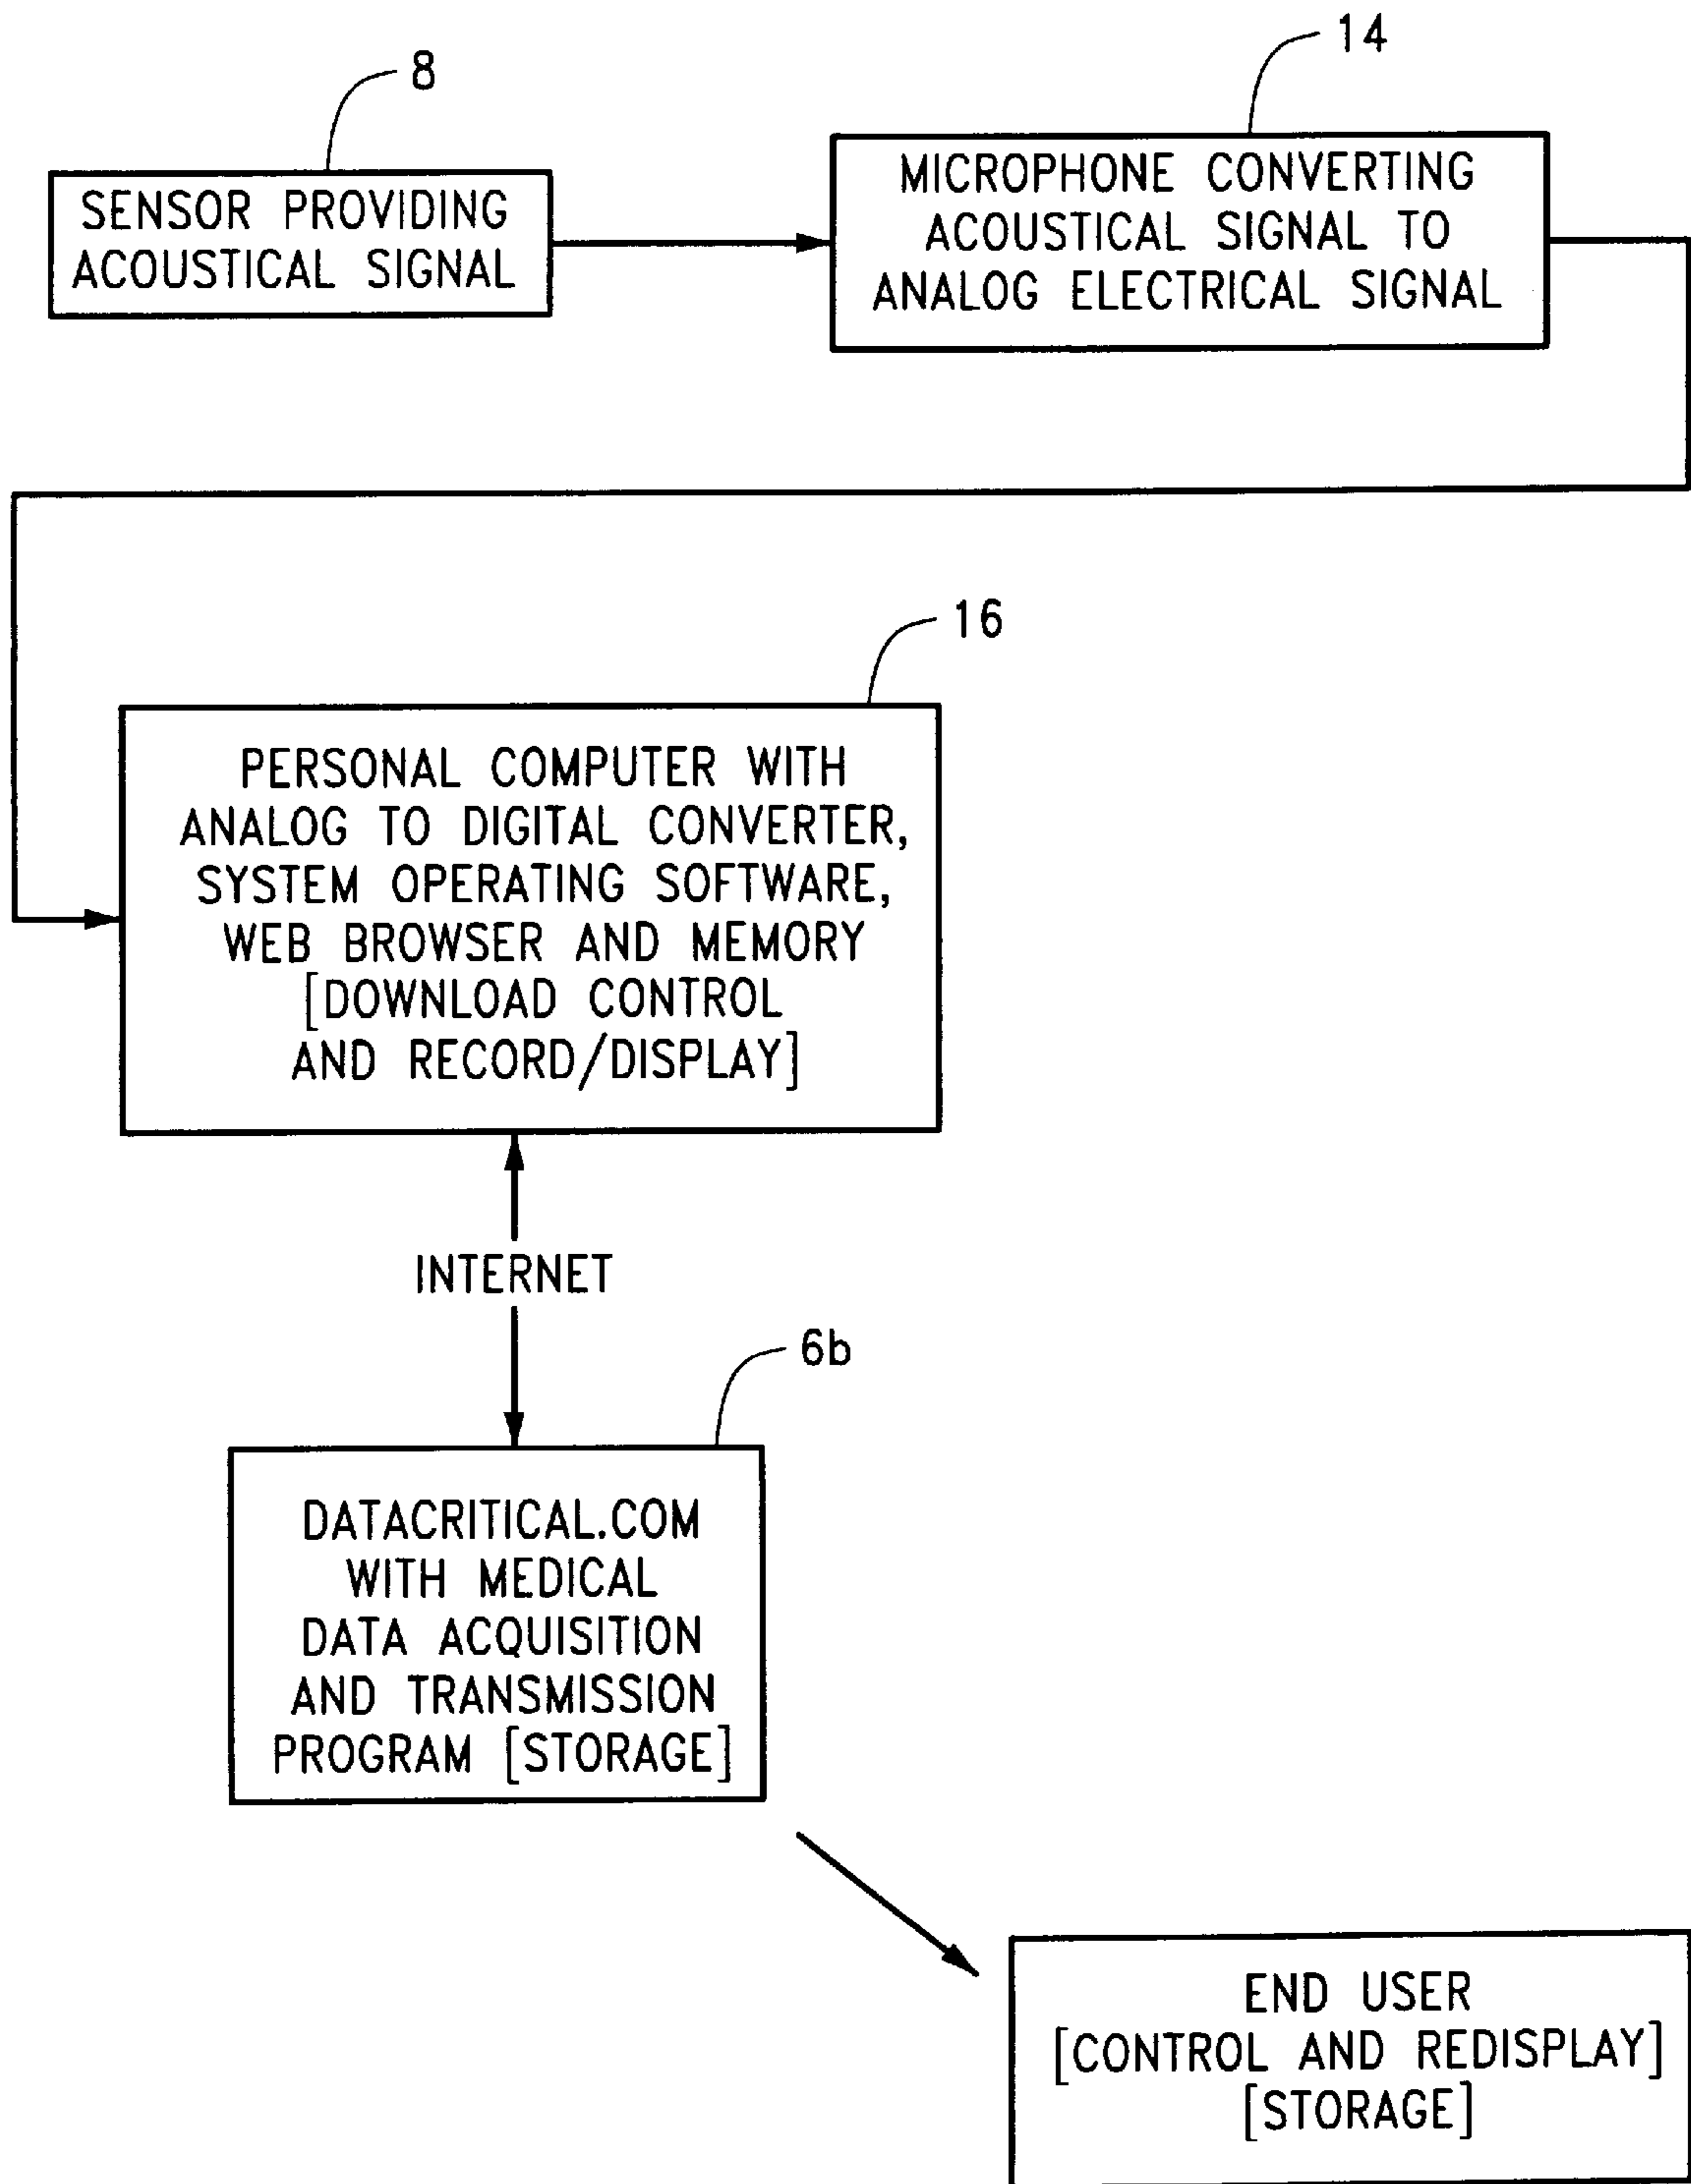 8
14
SENSOR PROVIDING
ACOUSTICAL SIGNAL
MICROPHONE CONVERTING
ACOUSTICAL SIGNAL TO
ANALOG ELECTRICAL SIGNAL
16
PERSONAL COMPUTER WITH
ANALOG TO DIGITAL CONVERTER,
SYSTEM OPERATING SOFTWARE,
WEB BROWSER AND MEMORY
[DOWNLOAD CONTROL
AND RECORD/DISPLAY]
INTERNET
6b
DATACRITICAL.COM
WITH MEDICAL
DATA ACQUISITION
AND TRANSMISSION
PROGRAM [STORAGE]
END USER
[CONTROL AND REDISPLAY]
[STORAGE]